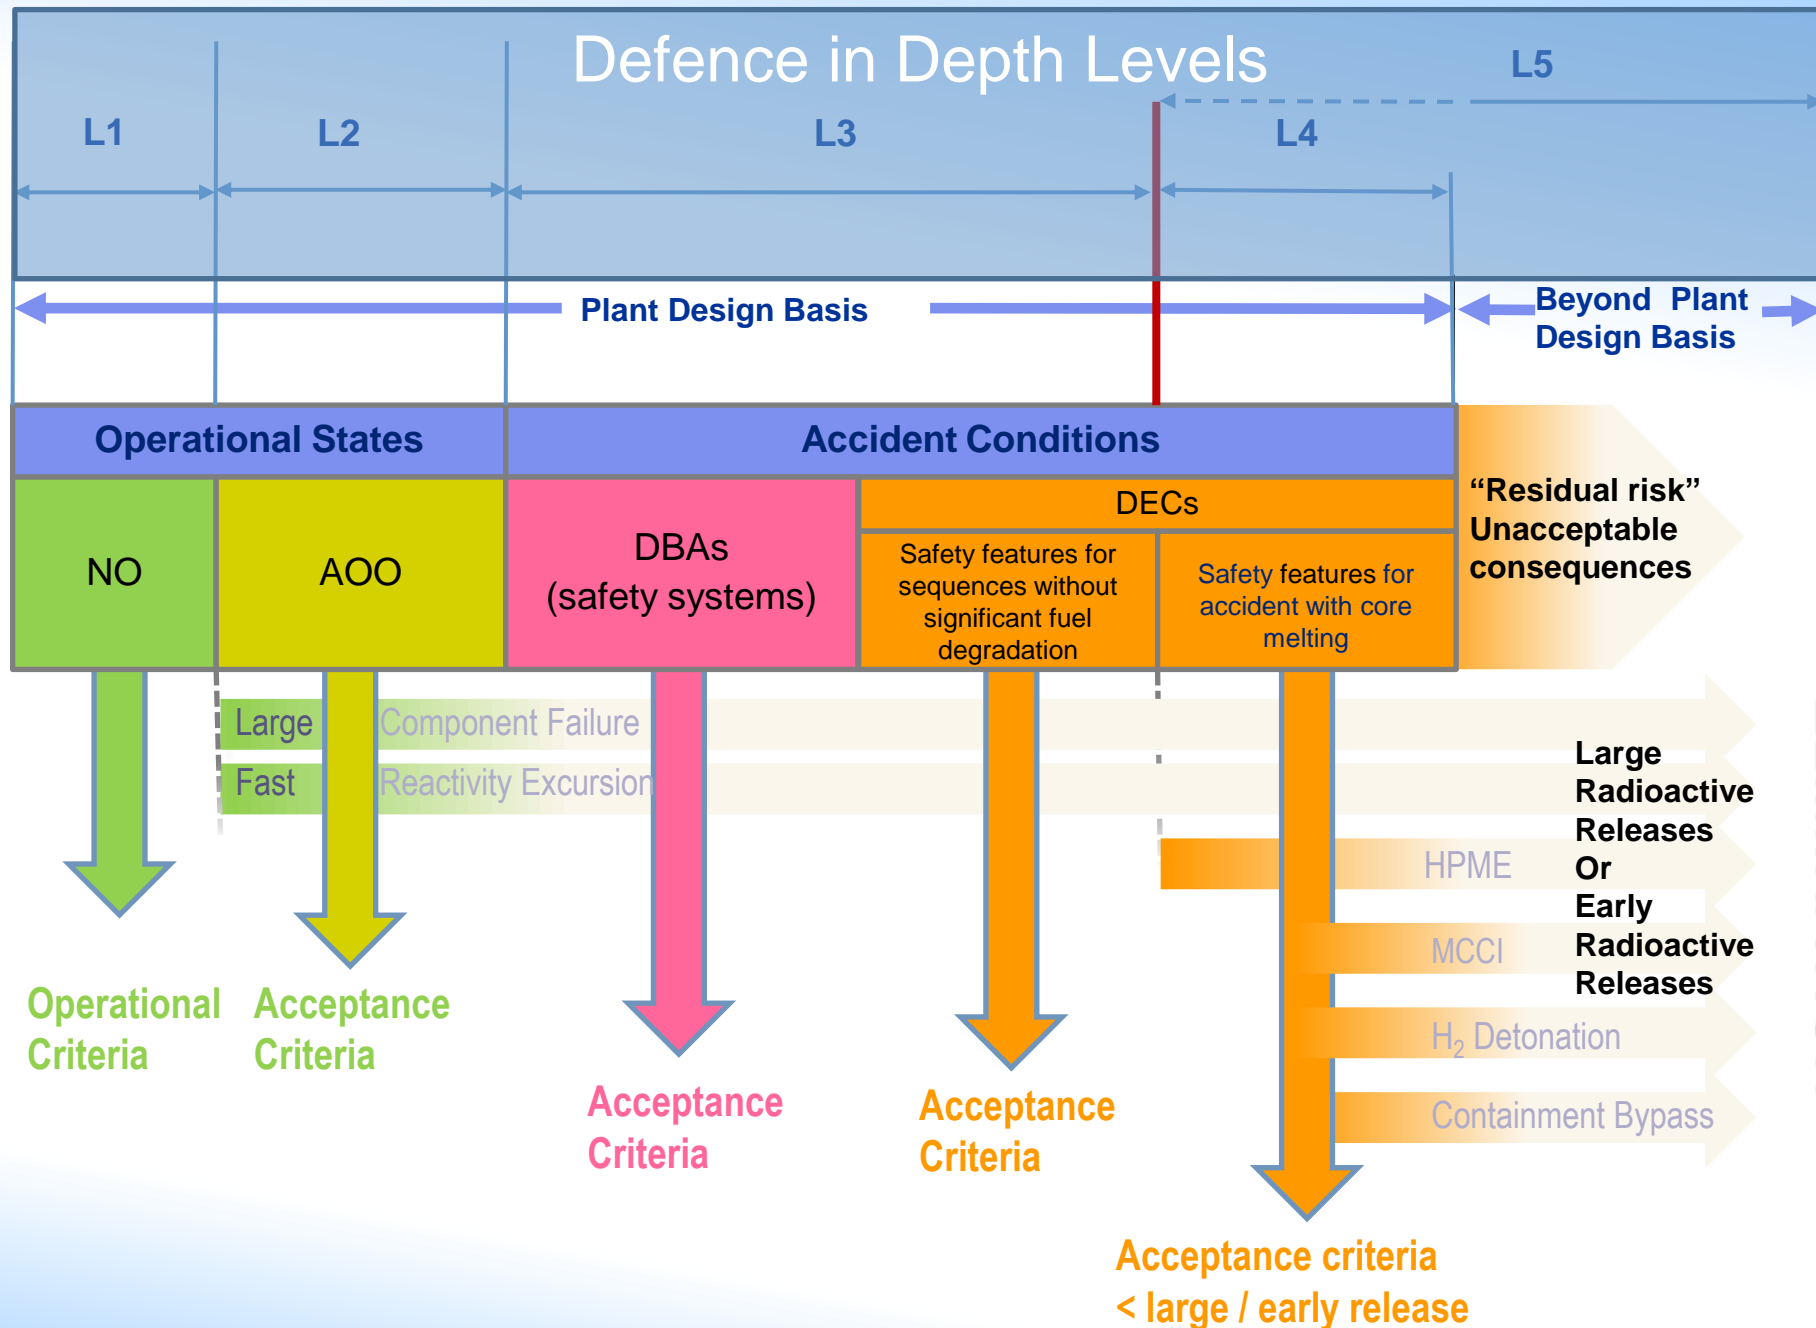 Defence in Depth Levels
L5
L1
L2
L3
L4
Plant Design Basis
Beyond Plant
Design Basis
Operational States
Accident Conditions
NO
AOO
DBAs
(safety systems)
DECs
Safety features for
sequences without
significant fuel
degradation
Safety features for
accident with core
melting
“Residual risk”
Unacceptable
consequences
Large Component Failure
Fast Reactivity Excursion
HPME
MCCI
H₂ Detonation
Containment Bypass
Large
Radioactive
Releases
Or
Early
Radioactive
Releases
Operational
Criteria
Acceptance
Criteria
Acceptance
Criteria
Acceptance
Criteria
Acceptance criteria
< large / early release